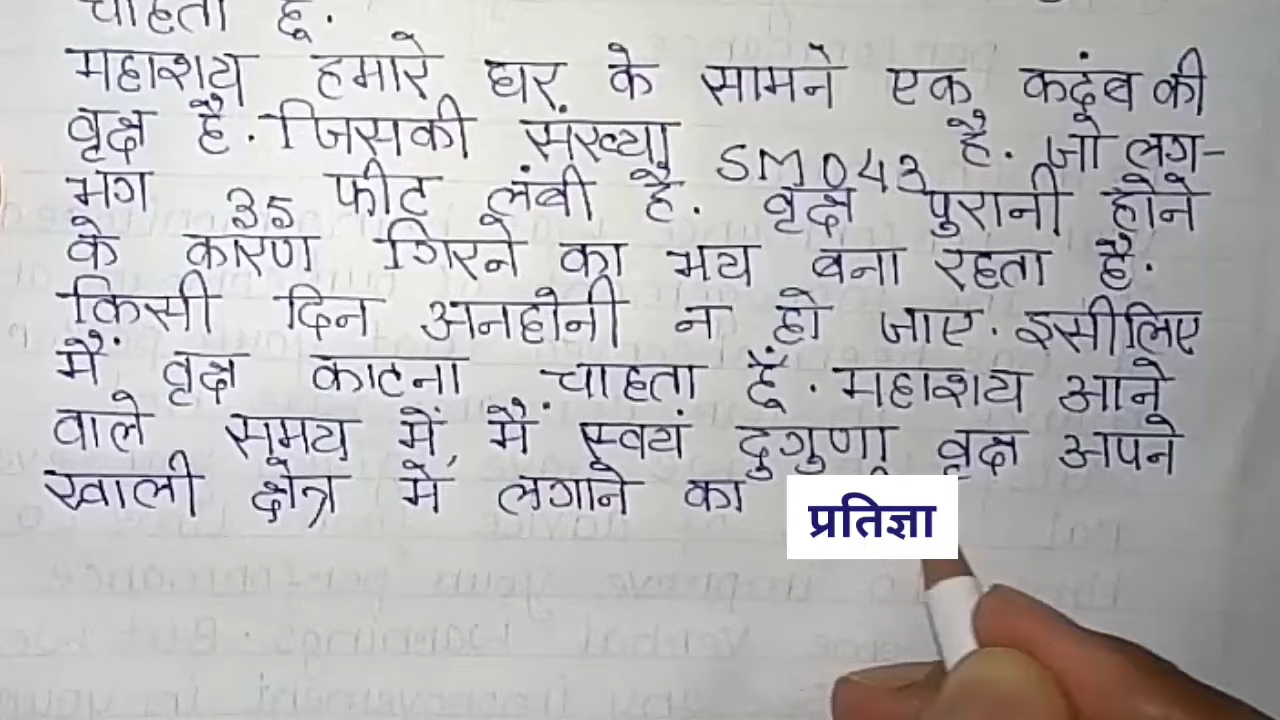 चाहता हूँ.
महाशय हमारे घर के सामने एक कदंब की
वृक्ष है. जिसकी संख्या SM043 है. जो लग-
भग 35 फीट लंबी है. वृक्ष पुरानी होने
के कारण गिरने का भय बना रहता है.
किसी दिन अनहोनी न हो जाए. इसीलिए
मैं वृक्ष काटना चाहता हूँ. महाशय आने
वाले समय में मैं स्वयं दुगुणा वृक्ष अपने
खाली क्षेत्र में लगाने का प्रतिज्ञा